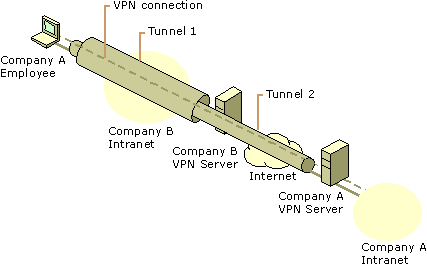 VPN connection
Tunnel 1
Company A
Employee
Tunnel 2
Company B
Intranet
Company B
VPN Server
Internet
Company A
VPN Server
Company A
Intranet